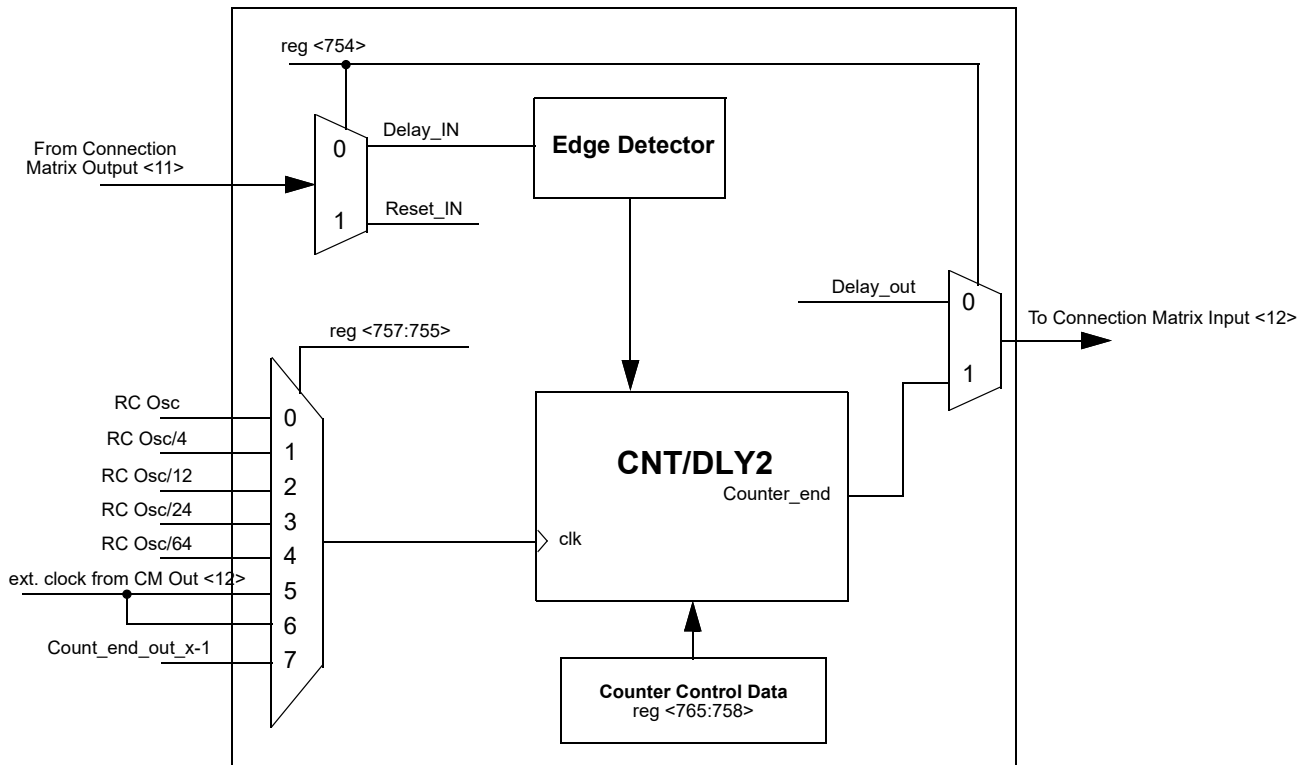 reg <754>
From Connection
Matrix Output <11>
0
1
Delay_IN
Reset_IN
Edge Detector
Delay_out
0
1
To Connection Matrix Input <12>
reg <757:755>
RC Osc
RC Osc/4
RC Osc/12
RC Osc/24
RC Osc/64
ext. clock from CM Out <12>
Count_end_out_x-1
0
1
2
3
4
5
6
7
CNT/DLY2
Counter_end
clk
Counter Control Data
reg <765:758>